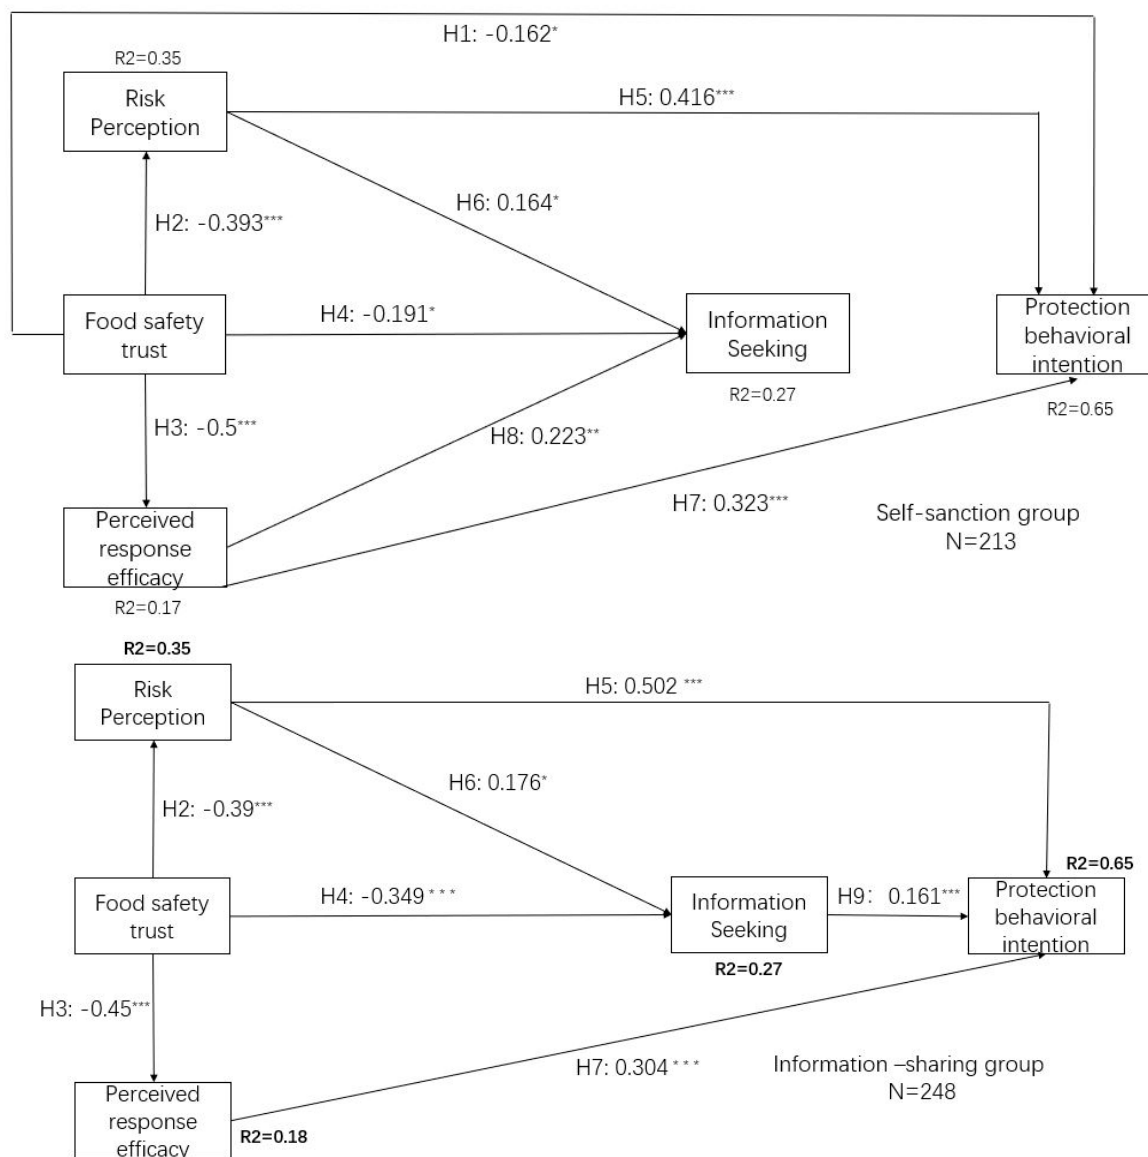 H1: -0.162*
R2=0.35
Risk
Perception
H5: 0.416***
H6: 0.164*
H2: -0.393***
Food safety
trust
H4: -0.191*
Information
Seeking
R2=0.27
Protection
behavioral
intention
R2=0.65
H3: -0.5***
H8: 0.223**
H7: 0.323***
Perceived
response
efficacy
R2=0.17
Self-sanction group
N=213
R2=0.35
Risk
Perception
H5: 0.502 ***
H6: 0.176*
H2: -0.39***
Food safety
trust
H4: -0.349 ***
Information
Seeking
R2=0.27
H9: 0.161***
R2=0.65
Protection
behavioral
intention
H3: -0.45***
H7: 0.304 ***
Perceived
response
efficacy
R2=0.18
Information –sharing group
N=248